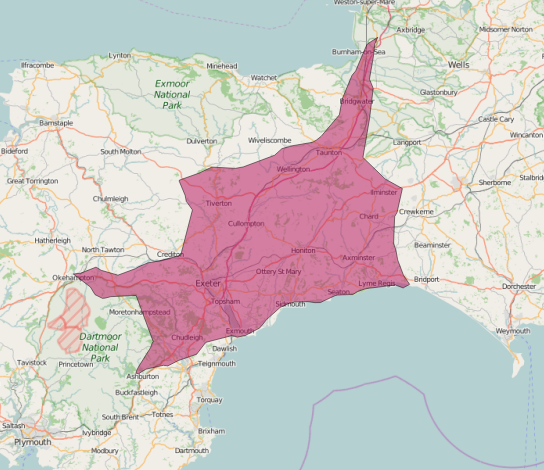 Weston-super-Mare
Axbridge
Midsomer Norton
Burnham-on-Sea
Lynton
Ilfracombe
Minehead
Wells
Watchet
Exmoor
National
Park
Glastonbury
Bridgwater
Castle Cary
Barnstaple
Wincanton
Dulverton
Wiveliscombe
Langport
Bideford
South Molton
Taunton
Wellington
Great Torrington
Sherborne
Stalbridge
Ilminster
Chulmleigh
Tiverton
Crewkerne
Chard
Cullompton
Hatherleigh
Beaminster
North Tawton
Crediton
Honiton
Axminster
Okehampton
Ottery St Mary
Bridport
Exeter
Lyme Regis
Dorchester
Seaton
Topsham
Sidmouth
Moretonhampstead
Exmouth
Weymouth
Dartmoor
National
Park
Chudleigh
Dawlish
Tavistock
Princetown
Teignmouth
Ashburton
Buckfastleigh
Torquay
South Brent
Totnes
Saltash
Ivybridge
Brixham
Plymouth
Modbury
Dartmouth